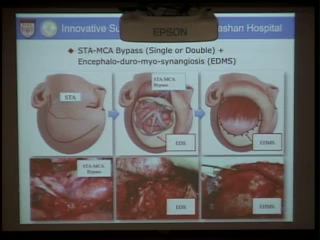 Innovative Su
EPSON
ashan Hospital
STA-MCA Bypass (Single or Double) +
Encephalo-duro-myo-synangiosis (EDMS)
STA
STA-MCA
Bypass
EDS
EDMS
STA-MCA
Bypass
EDS
EDMS